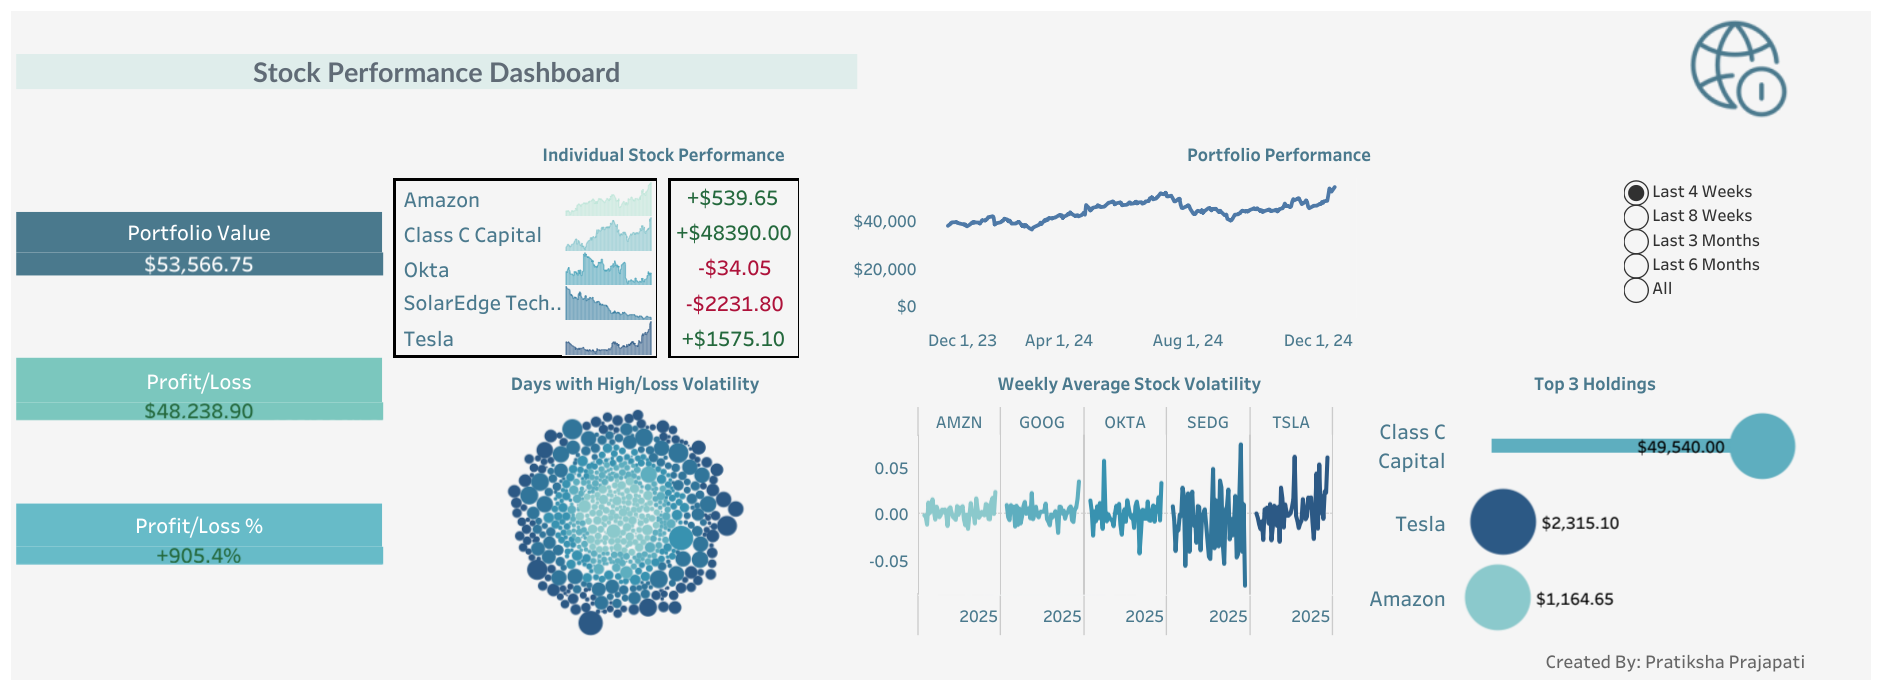 Stock Performance Dashboard
Portfolio Value
$53,566.75
Profit/Loss
$48,238.90
Profit/Loss %
+905.4%
Individual Stock Performance
Amazon +$539.65
Class C Capital +$48390.00
Okta -$34.05
SolarEdge Tech.. -$2231.80
Tesla +$1575.10
Portfolio Performance
$40,000
$20,000
$0
Dec 1, 23 Apr 1, 24 Aug 1, 24 Dec 1, 24
Last 4 Weeks
Last 8 Weeks
Last 3 Months
Last 6 Months
All
Days with High/Loss Volatility
Weekly Average Stock Volatility
AMZN GOOG OKTA SEDG TSLA
0.05
0.00
-0.05
2025 2025 2025 2025 2025
Top 3 Holdings
Class C
Capital
$49,540.00
Tesla $2,315.10
Amazon $1,164.65
Created By: Pratiksha Prajapati